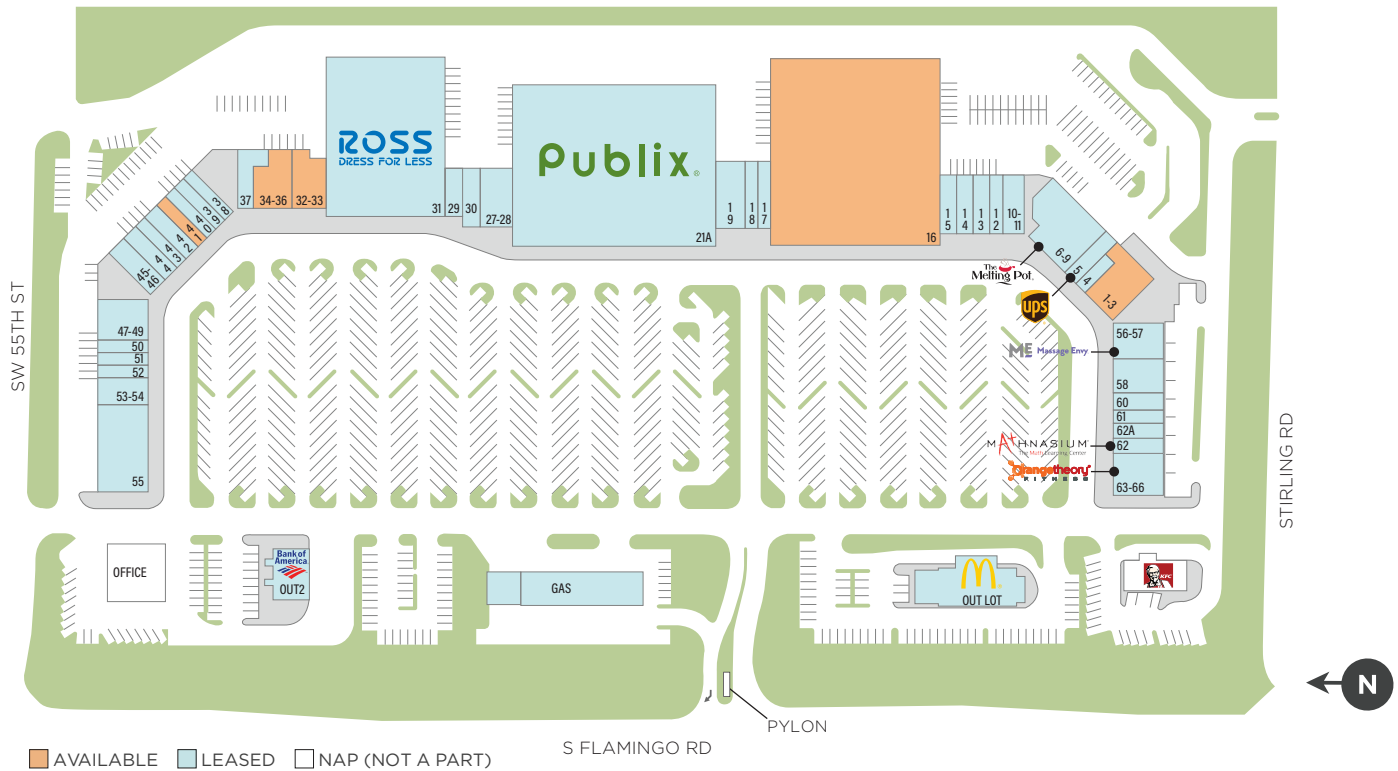 ROSS
DRESS FOR LESS
Publix
37
34-36
32-33
31
29
30
27-28
21A
19
18
17
16
15
14
13
12
10-
11
38
39
40
41
42
43
44
45-
46
6-9
5
4
1-3
The
Melting Pot
ups
ME Massage Envy
MATHNASIUM
The Math Learning Center
Orangetheory
FITNESS
47-49
50
51
52
53-54
55
56-57
58
60
61
62A
62
63-66
SW 55TH ST
STIRLING RD
OFFICE
Bank of
America
OUT2
GAS
OUT LOT
KFC
N
PYLON
S FLAMINGO RD
AVAILABLE
LEASED
NAP (NOT A PART)